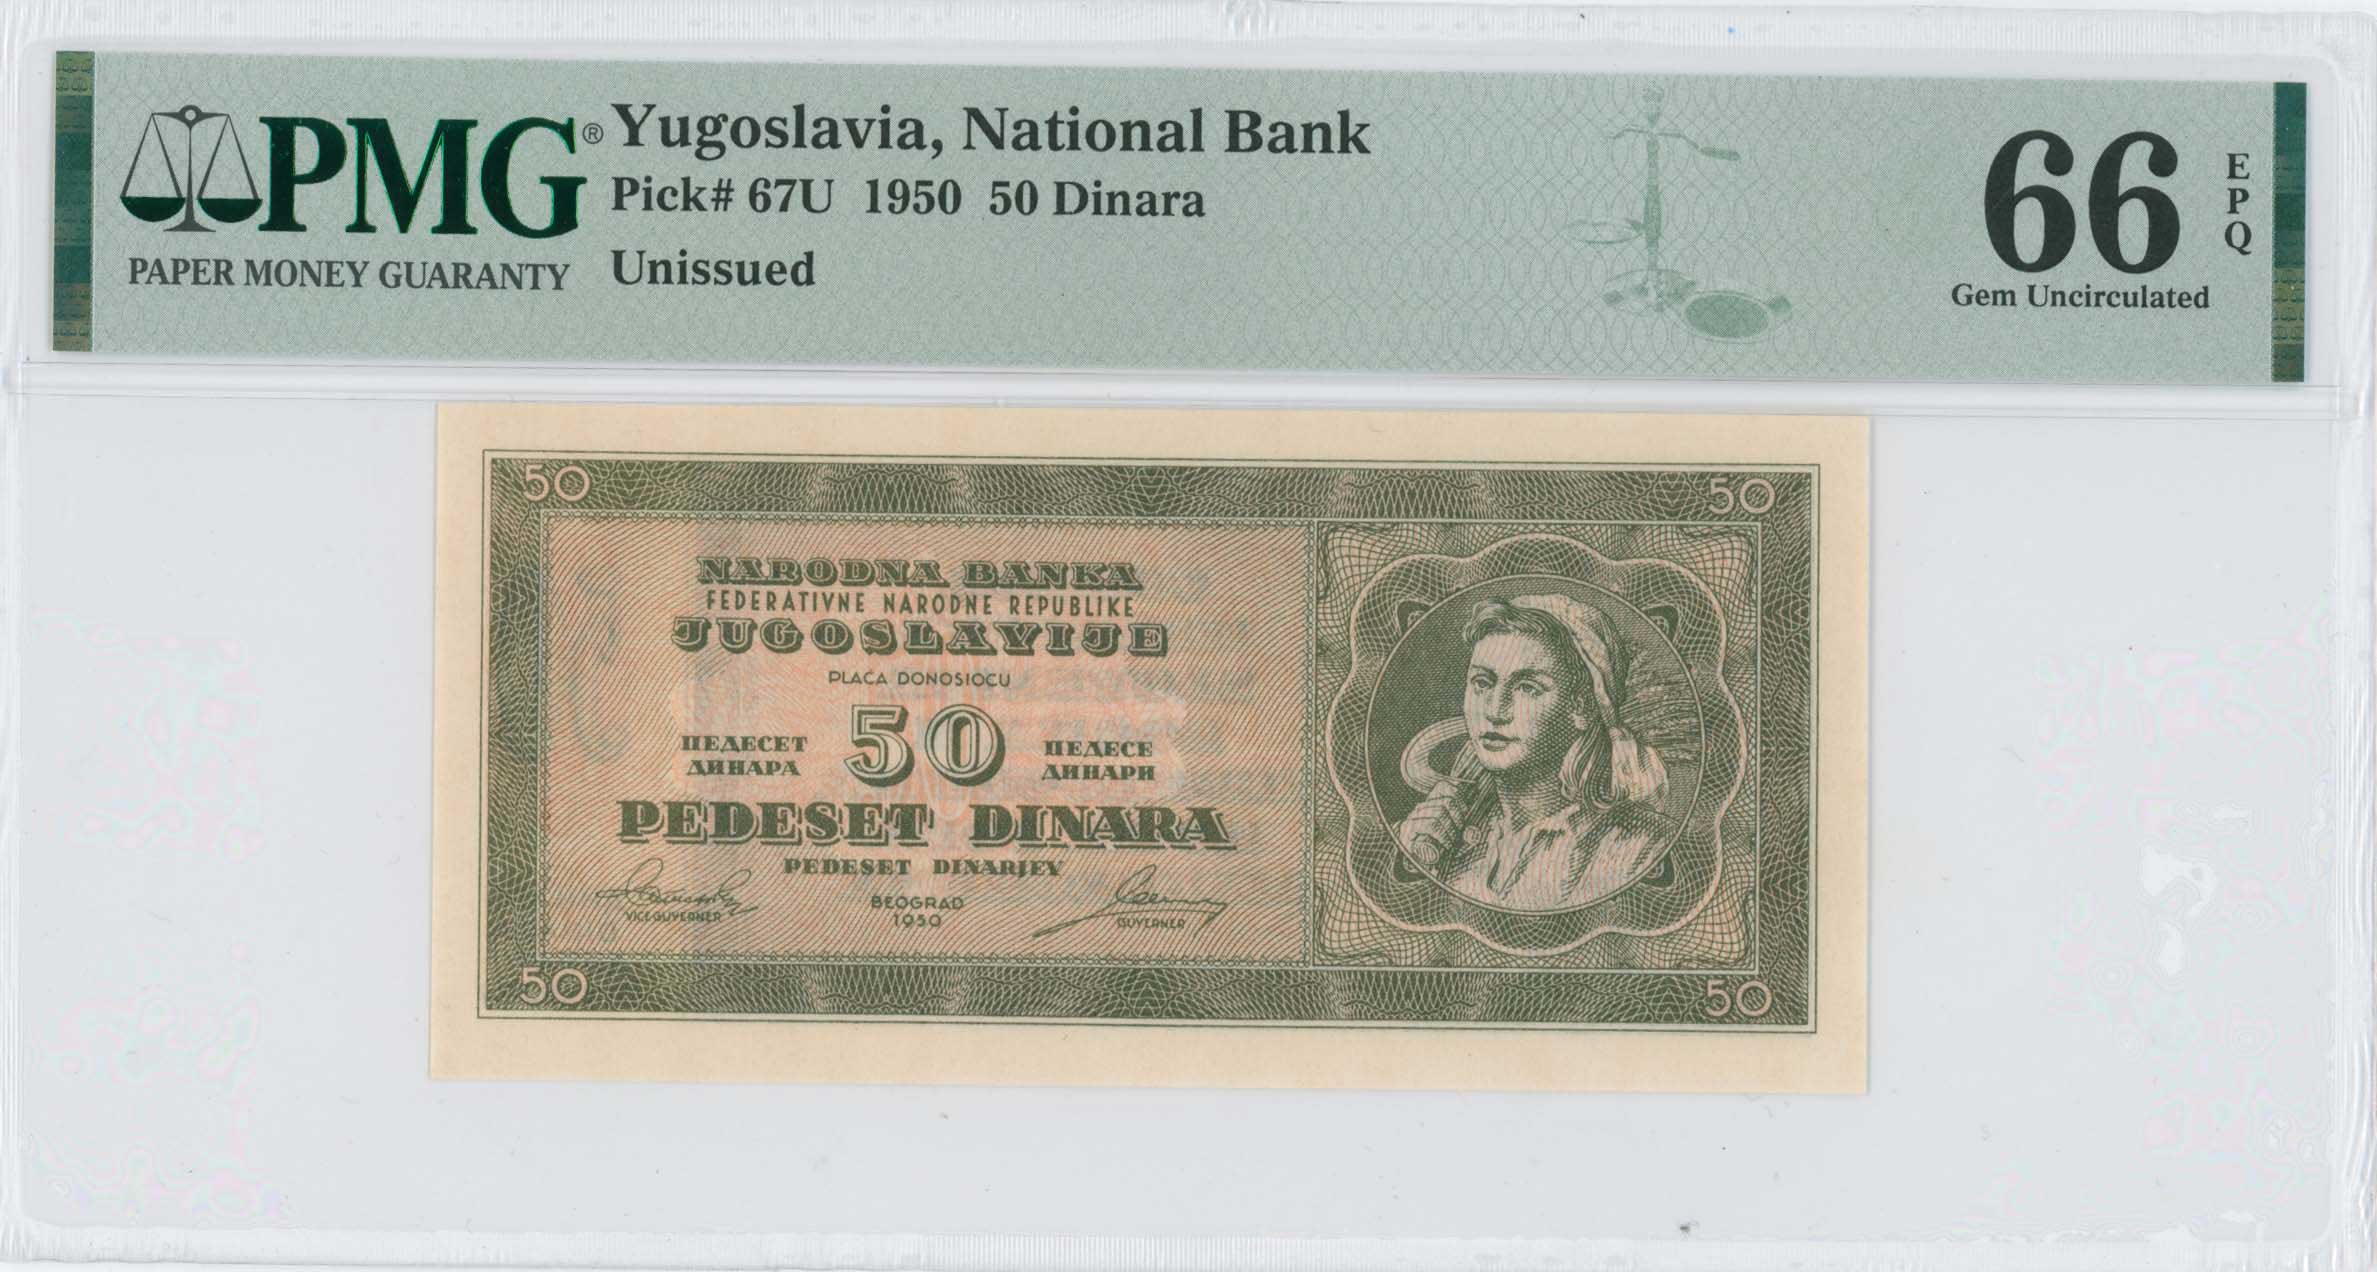 PMG® Yugoslavia, National Bank
Pick# 67U 1950 50 Dinara
PAPER MONEY GUARANTY
Unissued
66
EPQ
Gem Uncirculated
50
50
NARODNA BANKA
FEDERATIVNE NARODNE REPUBLIKE
JUGOSLAVIJE
PLAĆA DONOSIOCU
ПЕДЕСЕТ
ДИНАРА
50
ПЕДЕСЕ
ДИНАРИ
PEDESET DINARA
PEDESET DINARJEV
VICEGUVERNER
BEOGRAD
1950
GUVERNER
50
50